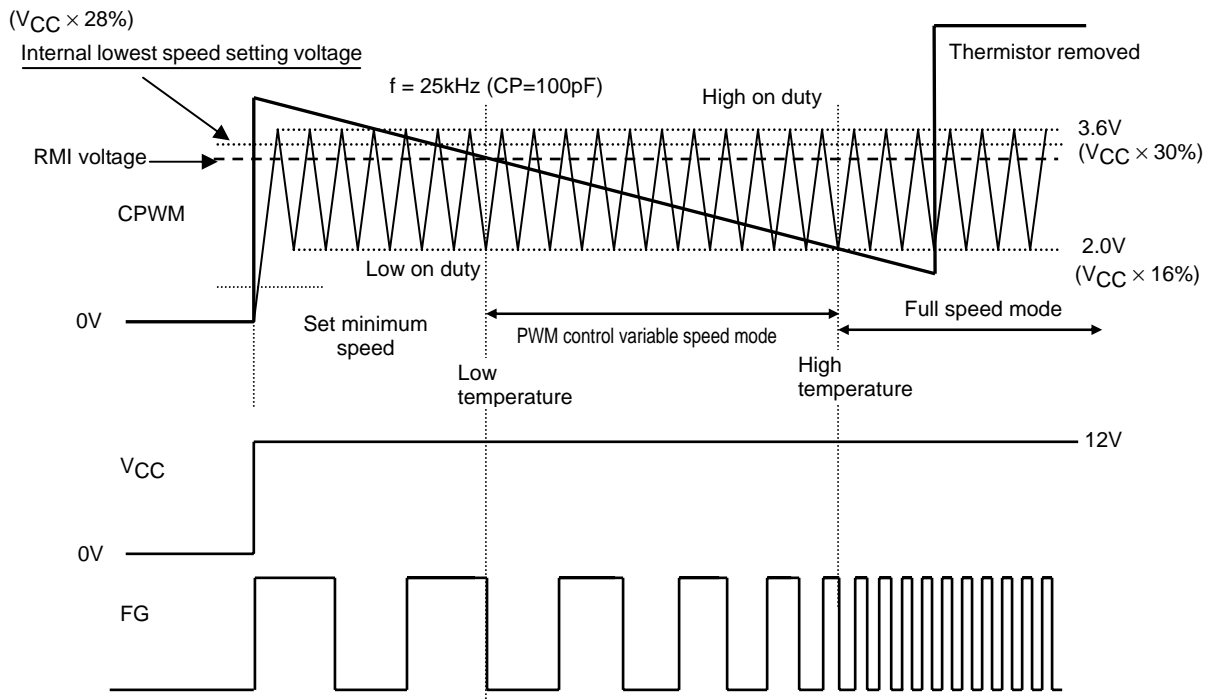 (VCC × 28%)
Internal lowest speed setting voltage
Thermistor removed
f = 25kHz (CP=100pF)
High on duty
3.6V
RMI voltage
(VCC × 30%)
CPWM
2.0V
Low on duty
(VCC × 16%)
0V
Set minimum
speed
PWM control variable speed mode
Full speed mode
Low
temperature
High
temperature
12V
VCC
0V
FG